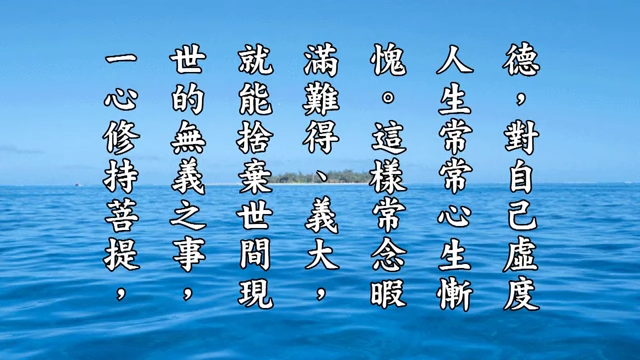 德，對自己虛度
人生常常心生慚
愧。這樣常念暇
滿難得、義大，
就能捨棄世間現
世的無義之事，
一心修持菩提，